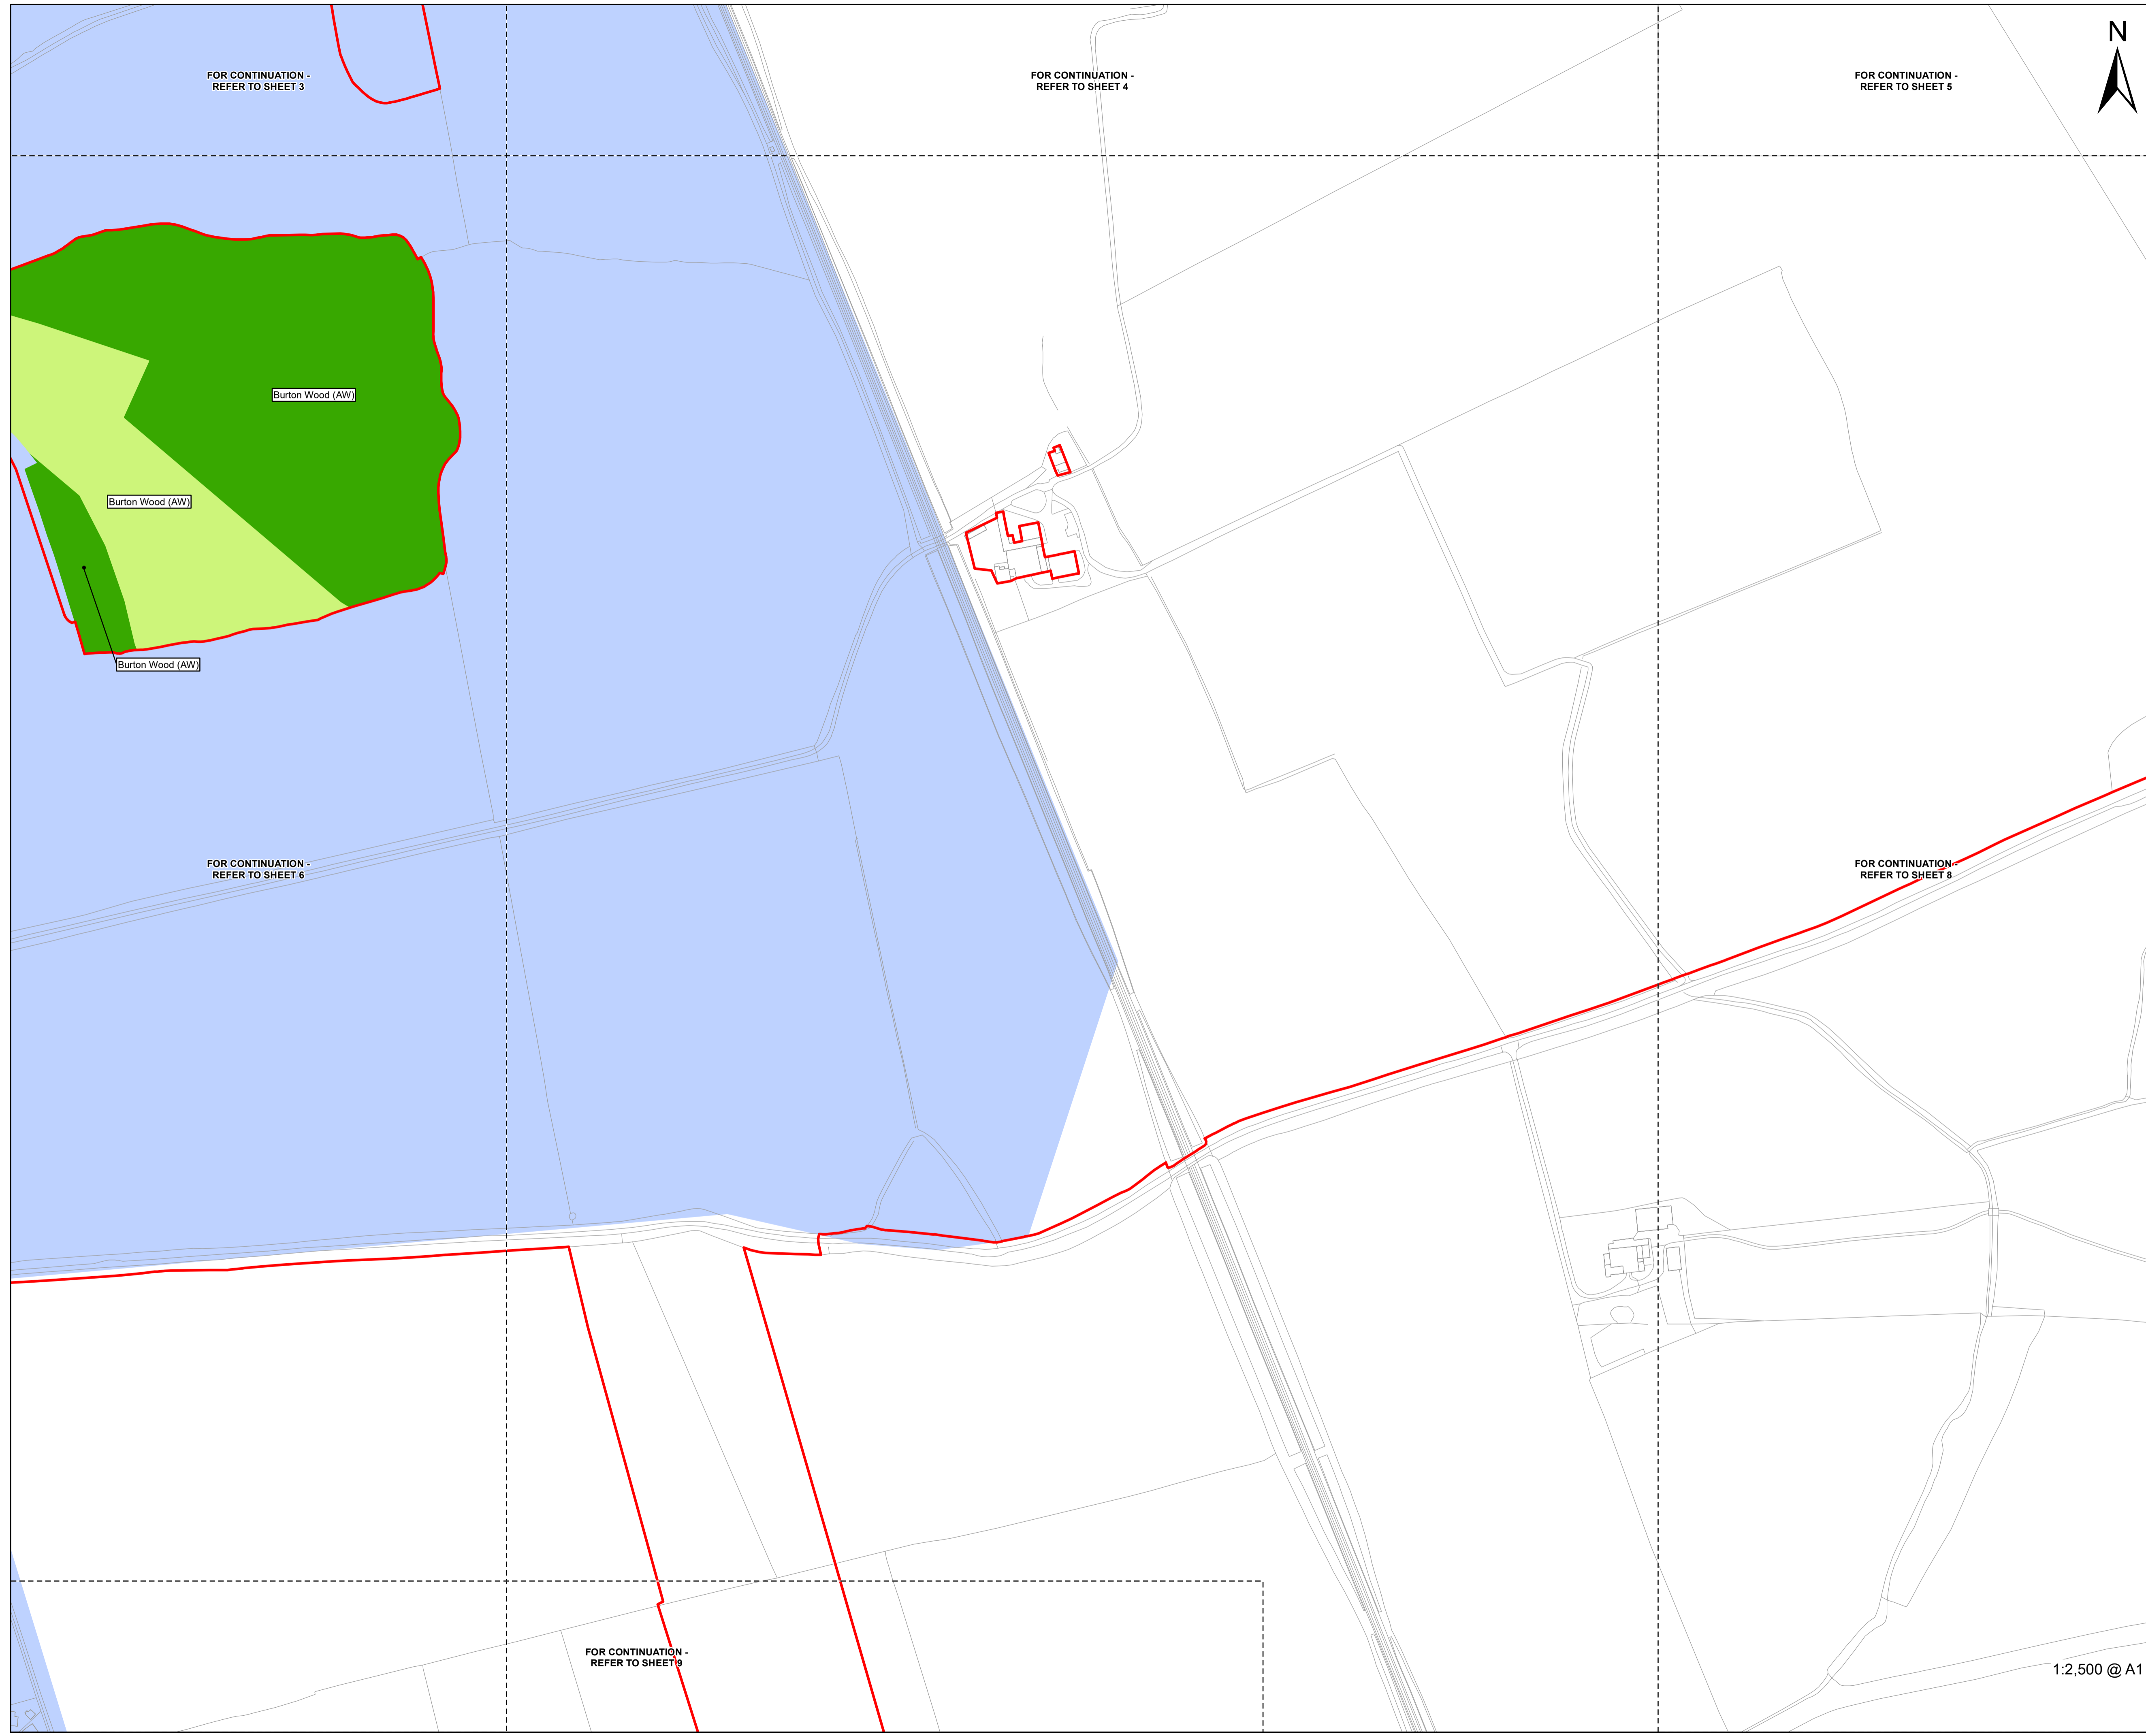 N
FOR CONTINUATION -
REFER TO SHEET 3
FOR CONTINUATION -
REFER TO SHEET 4
FOR CONTINUATION -
REFER TO SHEET 5
Burton Wood (AW)
Burton Wood (AW)
Burton Wood (AW)
FOR CONTINUATION -
REFER TO SHEET 6
FOR CONTINUATION -
REFER TO SHEET 8
FOR CONTINUATION -
REFER TO SHEET 9
1:2,500 @ A1